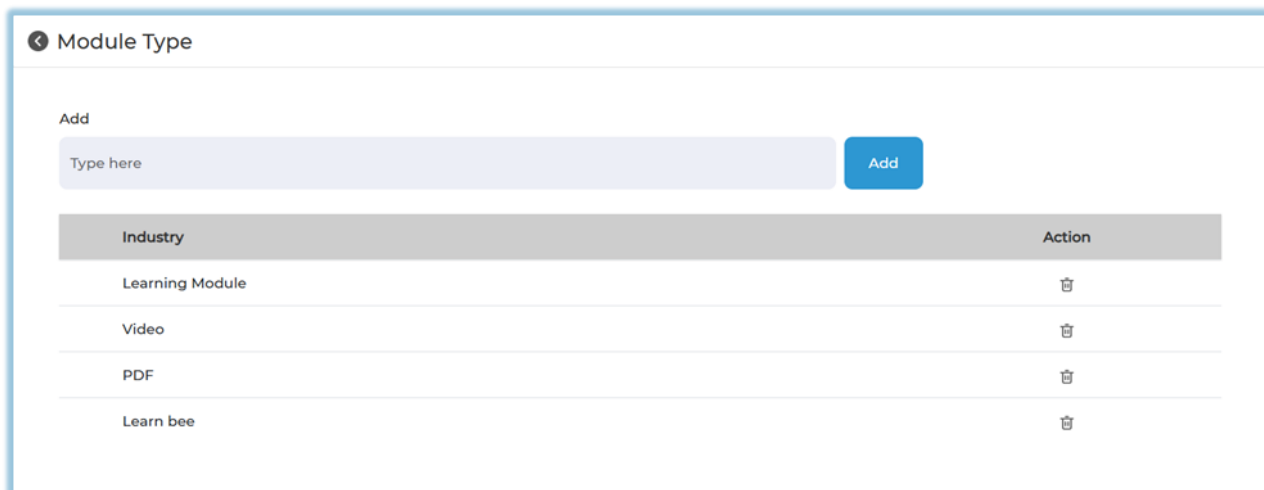 Module Type
Add
Type here Add
Industry Action
Learning Module
Video
PDF
Learn bee